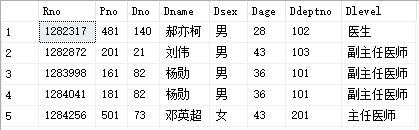 Rno Pno Dno Dname Dsex Dage Ddeptno Dlevel
1 1282317 481 140 郝亦柯 男 28 102 医生
2 1282872 201 21 刘伟 男 43 103 副主任医师
3 1283998 161 82 杨勋 男 36 101 副主任医师
4 1284041 181 82 杨勋 男 36 101 副主任医师
5 1284256 501 73 邓英超 女 43 201 主任医师